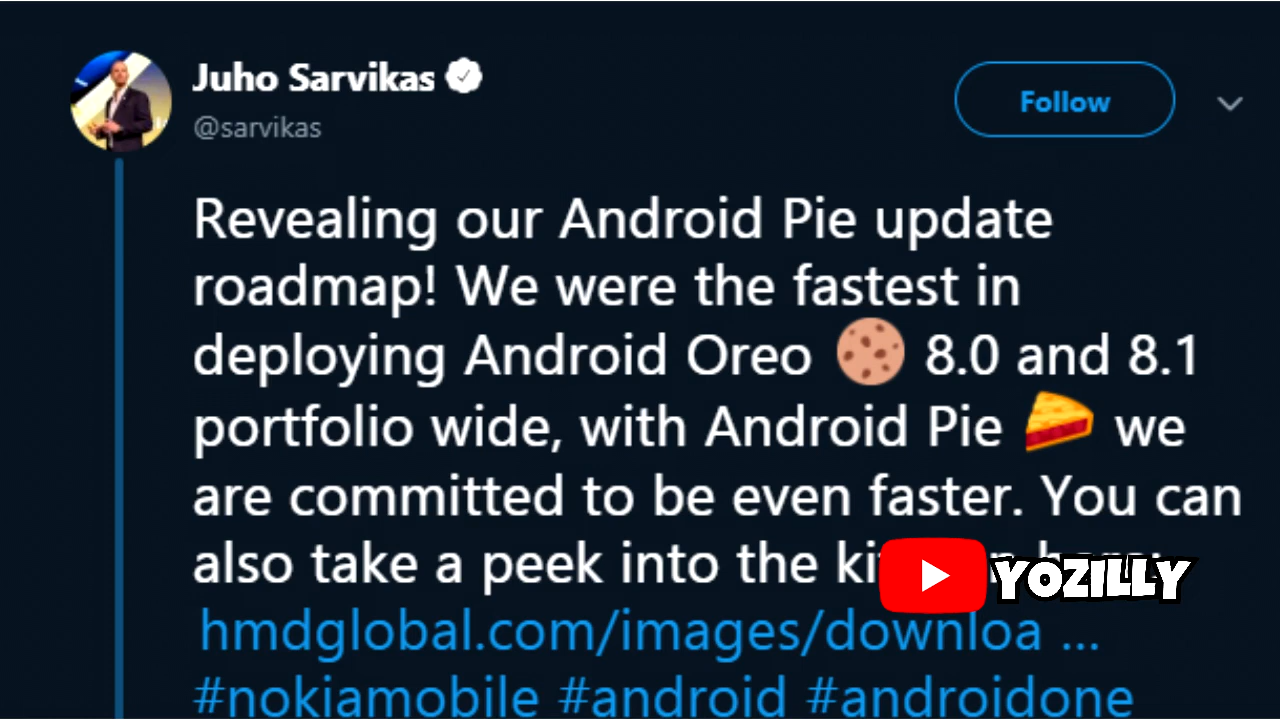 Juho Sarvikas
@sarvikas
Follow
Revealing our Android Pie update
roadmap! We were the fastest in
deploying Android Oreo 🍪 8.0 and 8.1
portfolio wide, with Android Pie 🥧 we
are committed to be even faster. You can
also take a peek into the
YOZILLY
hmdglobal.com/images/downloa ...
#nokiamobile #android #androidone